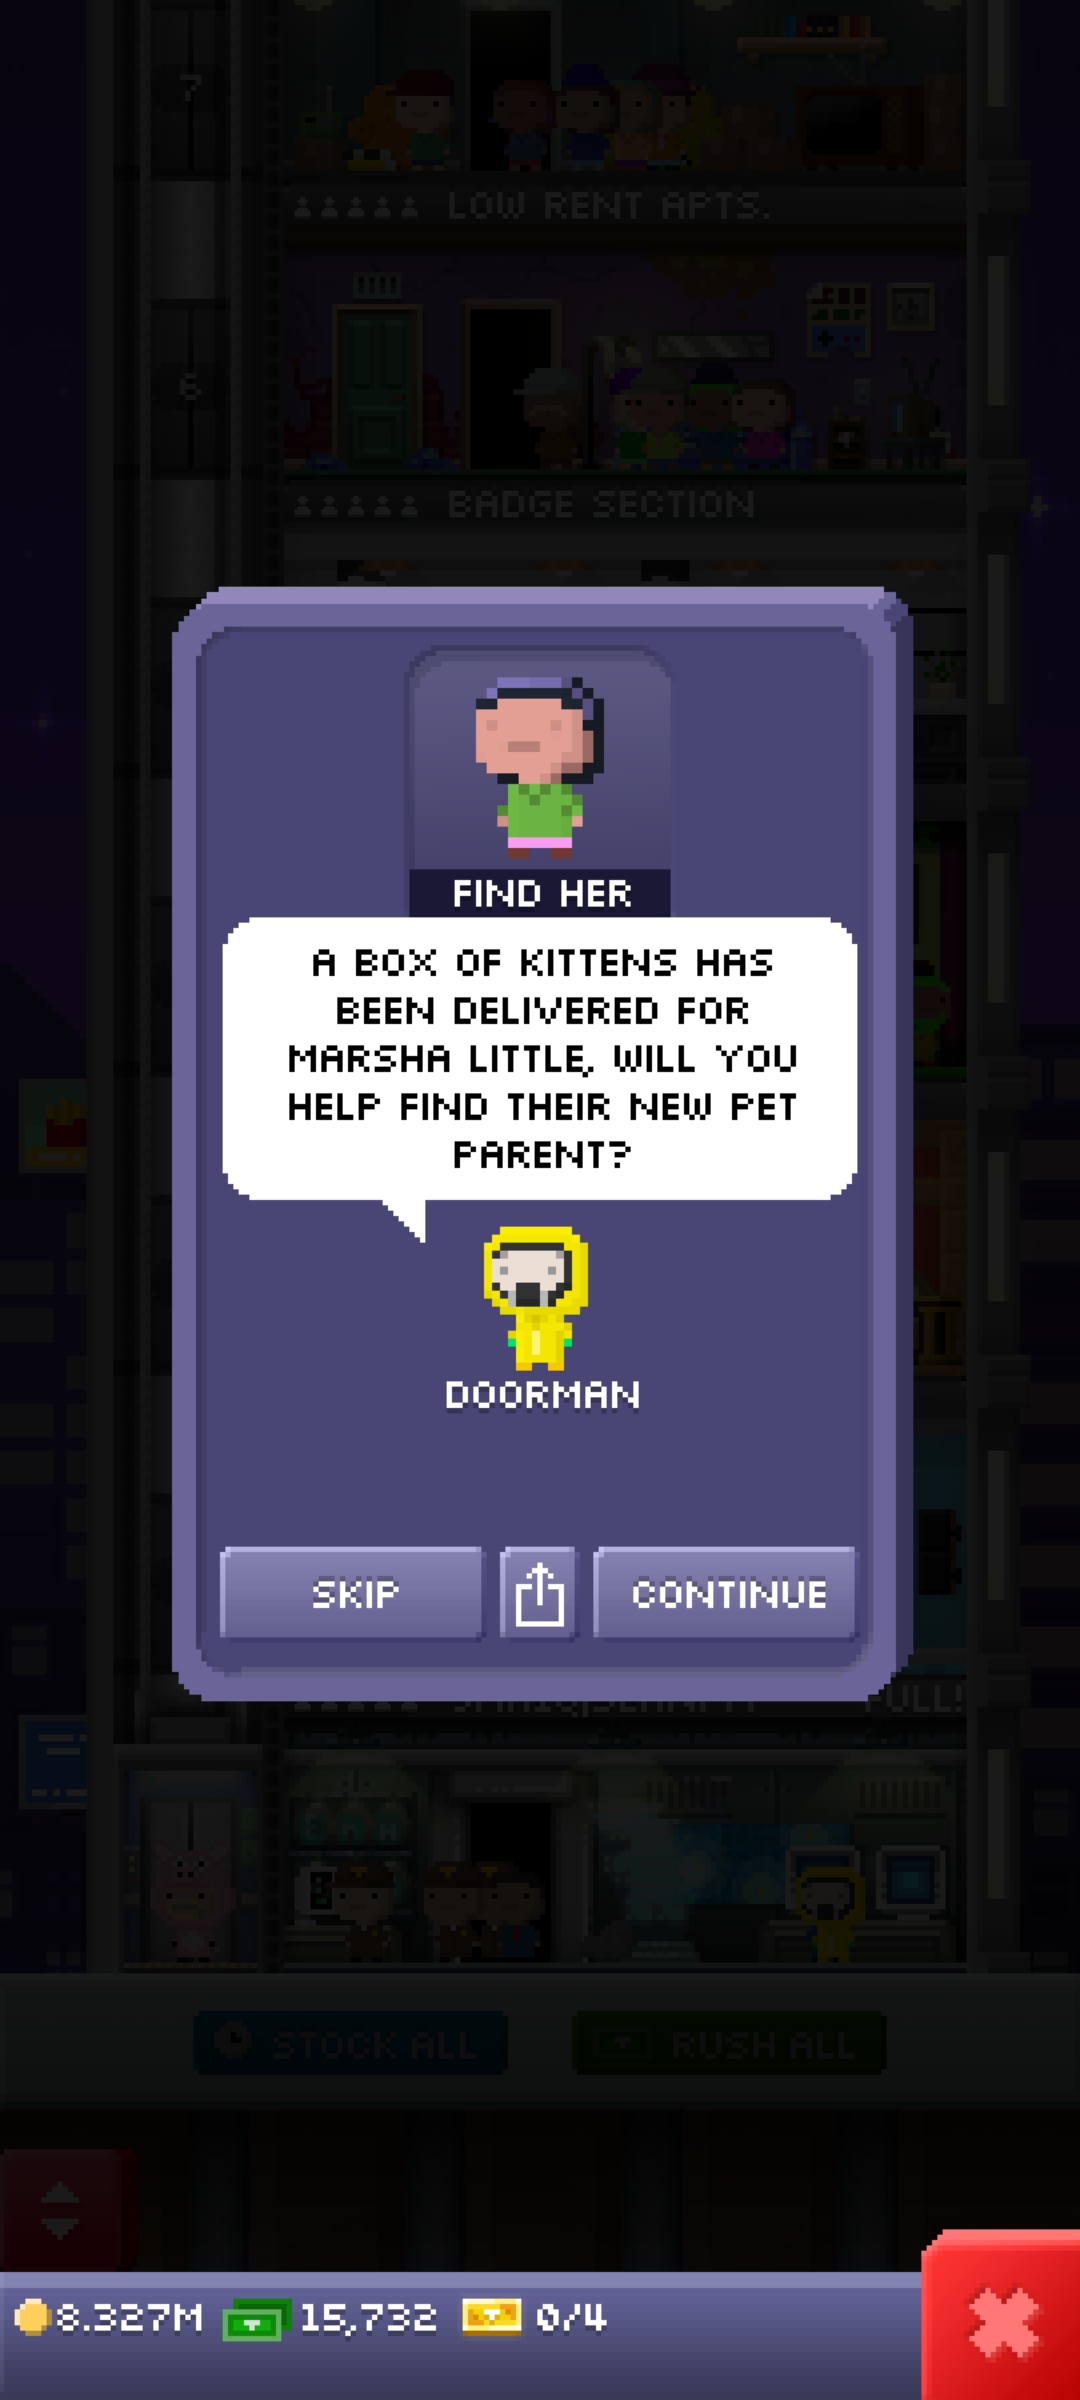 7
LOW RENT APTS.
6
BADGE SECTION
FIND HER
A BOX OF KITTENS HAS
BEEN DELIVERED FOR
MARSHA LITTLE, WILL YOU
HELP FIND THEIR NEW PET
PARENT?
DOORMAN
SKIP
CONTINUE
FULL!
STOCK ALL
RUSH ALL
8.327M
15,732
0/4